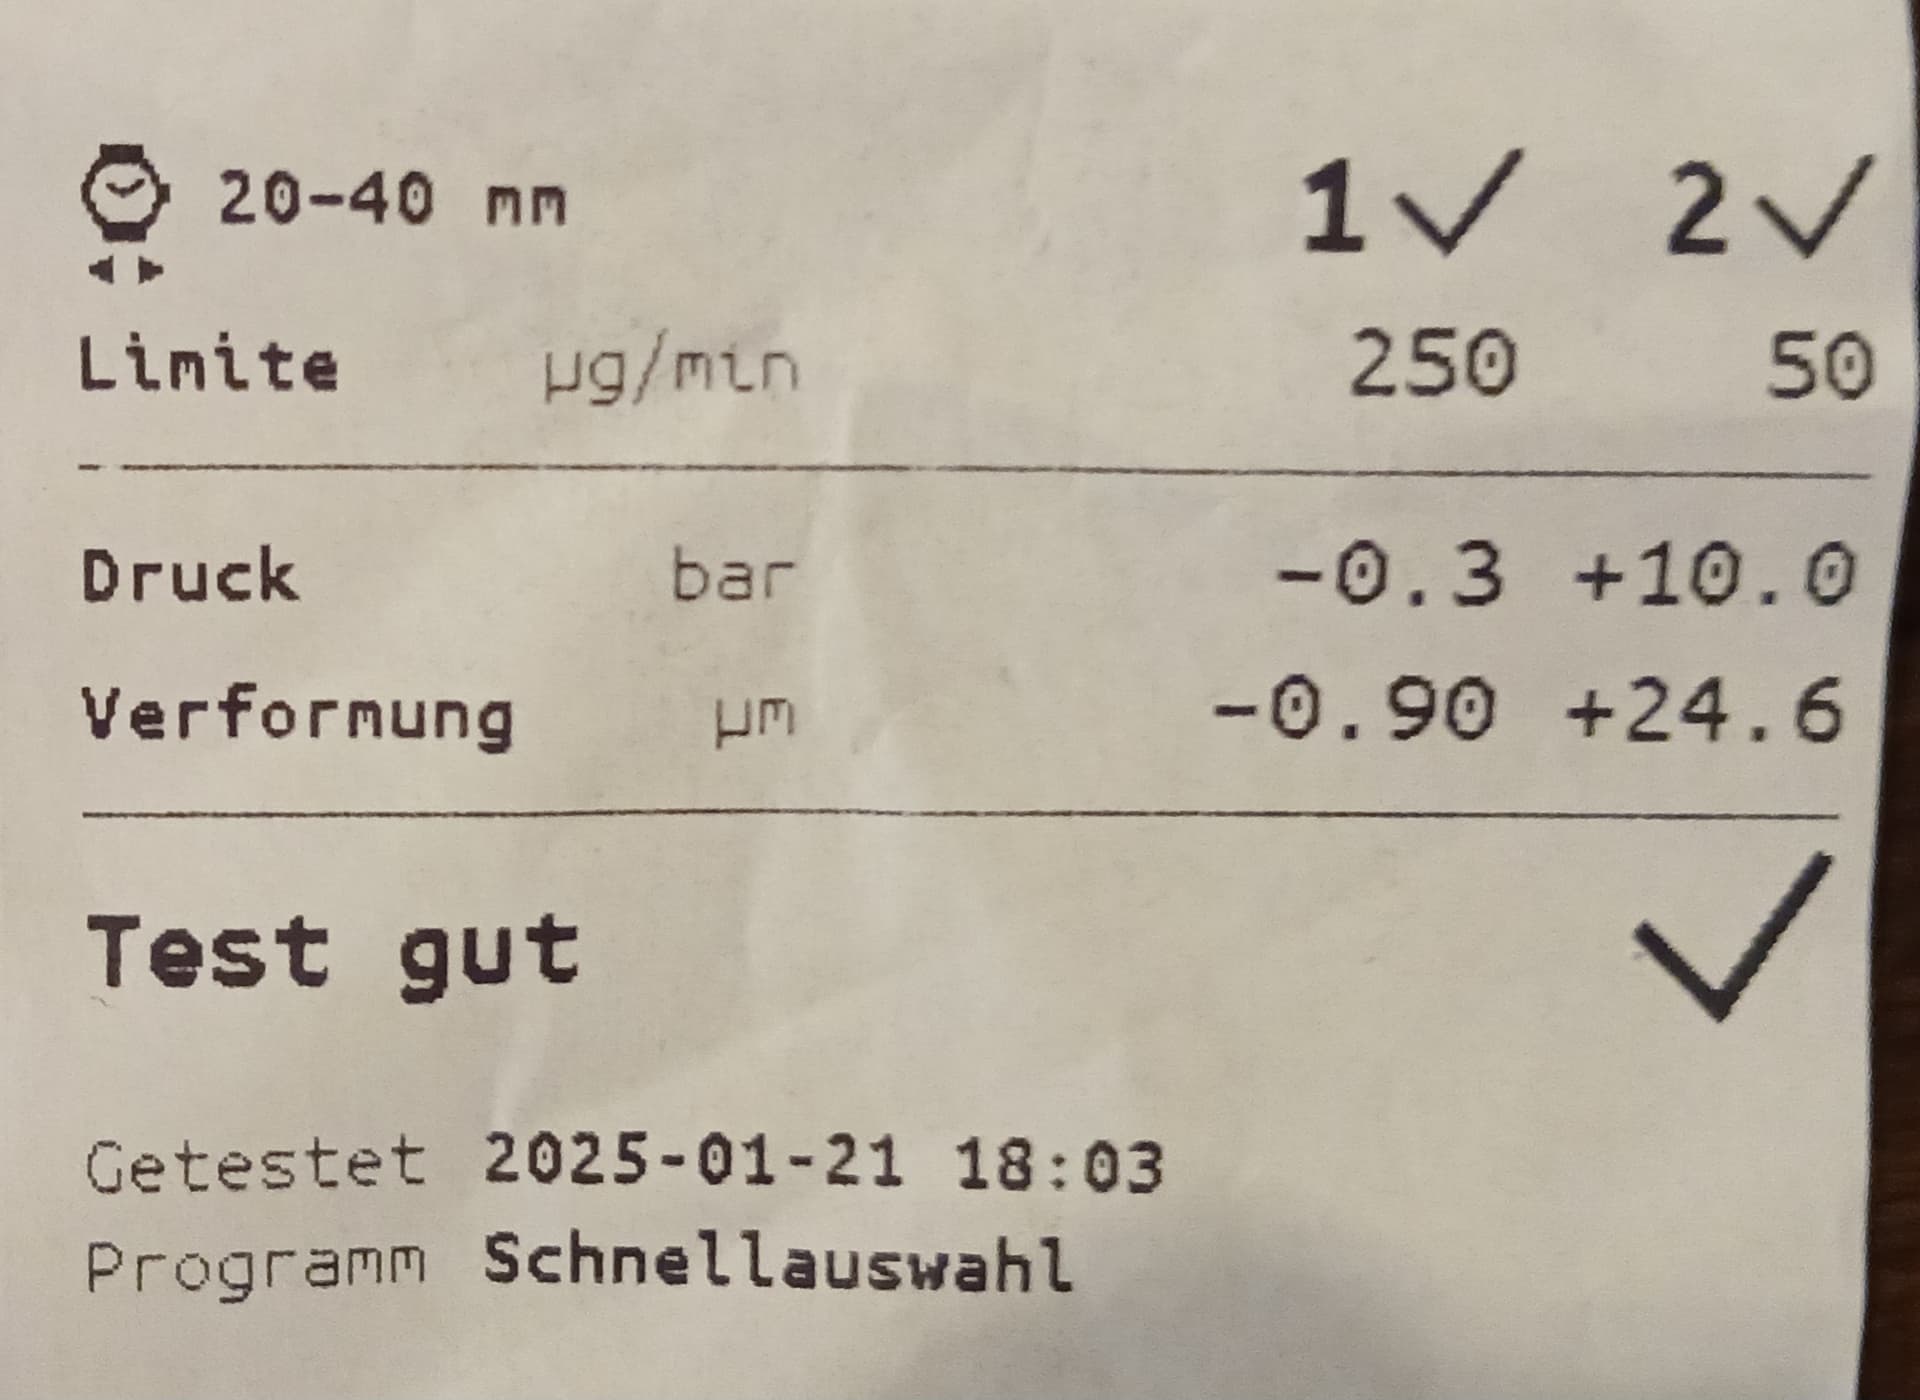 20-40 mm 1✓ 2✓
Limite µg/min 250 50
Druck bar -0.3 +10.0
Verformung µm -0.90 +24.6
Test gut ✓
Getestet 2025-01-21 18:03
Programm Schnellauswahl